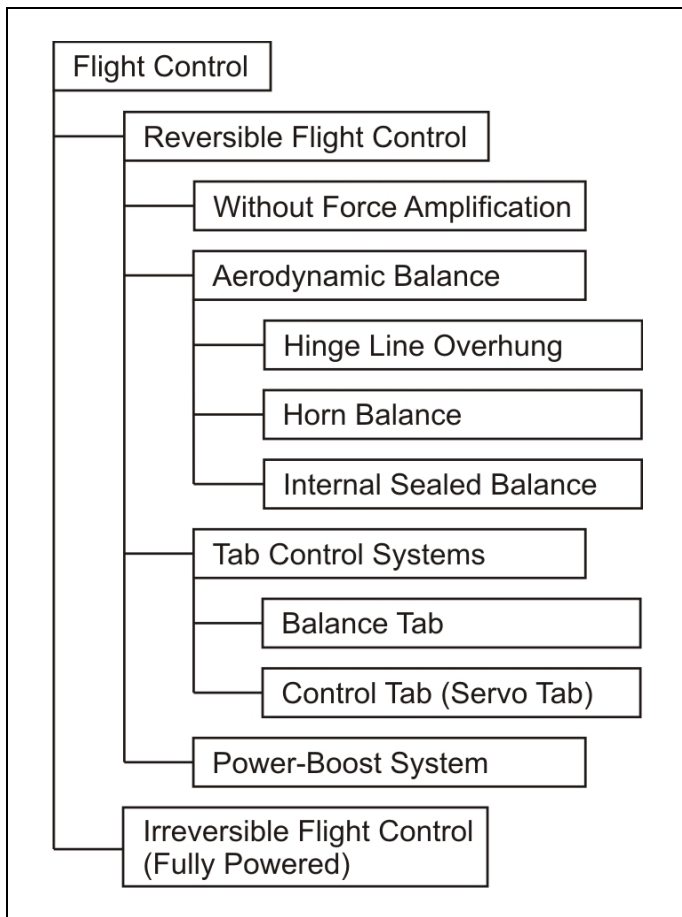 Flight Control
Reversible Flight Control
Without Force Amplification
Aerodynamic Balance
Hinge Line Overhung
Horn Balance
Internal Sealed Balance
Tab Control Systems
Balance Tab
Control Tab (Servo Tab)
Power-Boost System
Irreversible Flight Control
(Fully Powered)